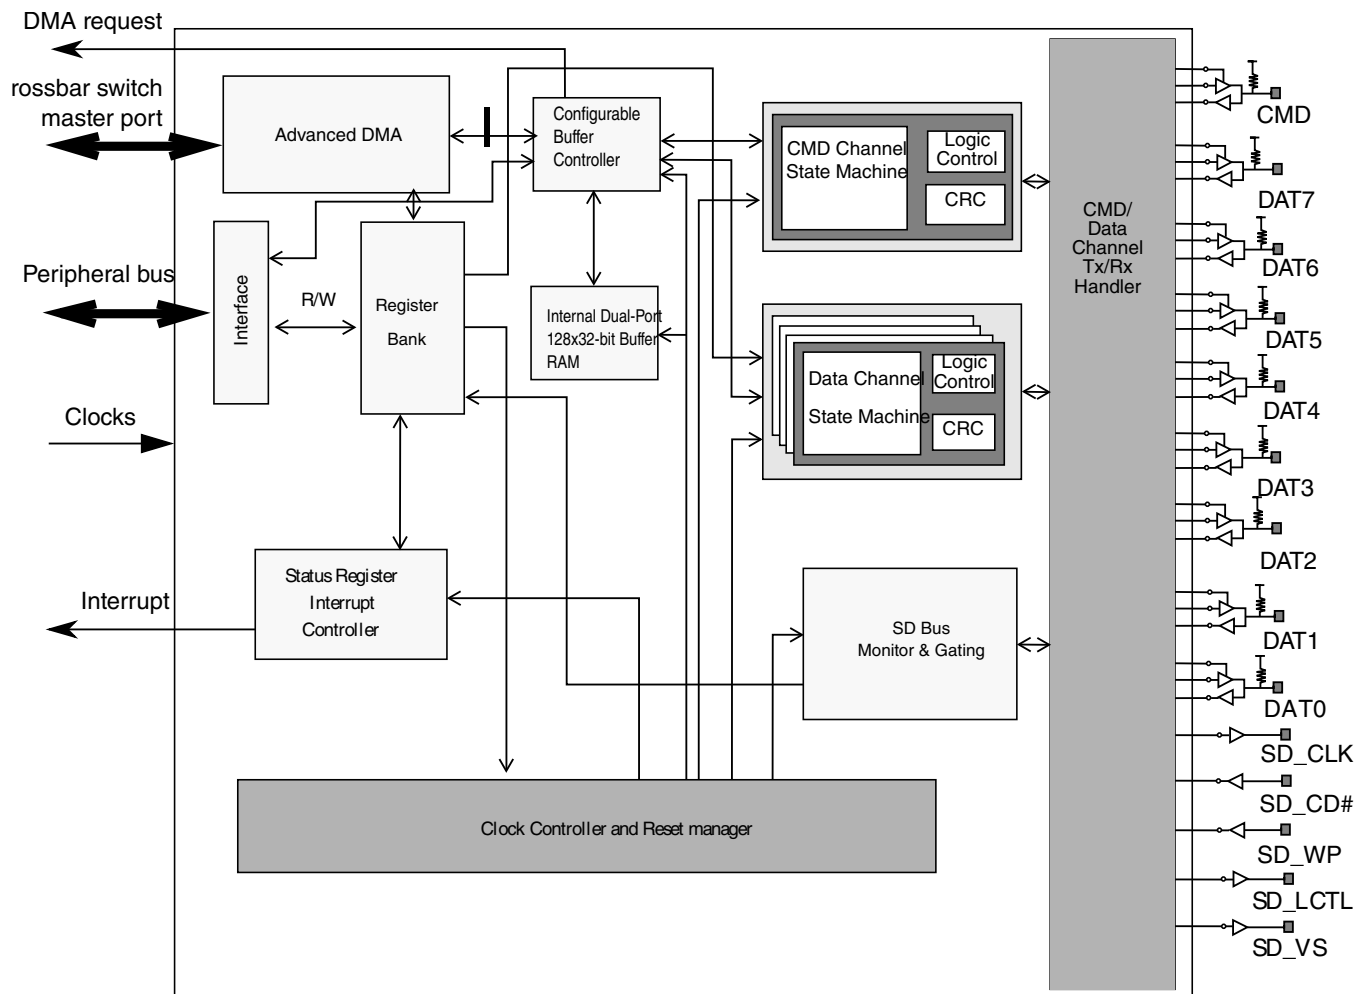 DMA request
rossbar switch
master port
Advanced DMA
Configurable
Buffer
Controller
CMD Channel
State Machine
Logic
Control
CRC
CMD/
Data
Channel
Tx/Rx
Handler
Peripheral bus
Interface
R/W
Register
Bank
Internal Dual-Port
128x32-bit Buffer
RAM
Data Channel
State Machine
Logic
Control
CRC
Clocks
Interrupt
Status Register
Interrupt
Controller
SD Bus
Monitor & Gating
Clock Controller and Reset manager
CMD
DAT7
DAT6
DAT5
DAT4
DAT3
DAT2
DAT1
DAT0
SD_CLK
SD_CD#
SD_WP
SD_LCTL
SD_VS